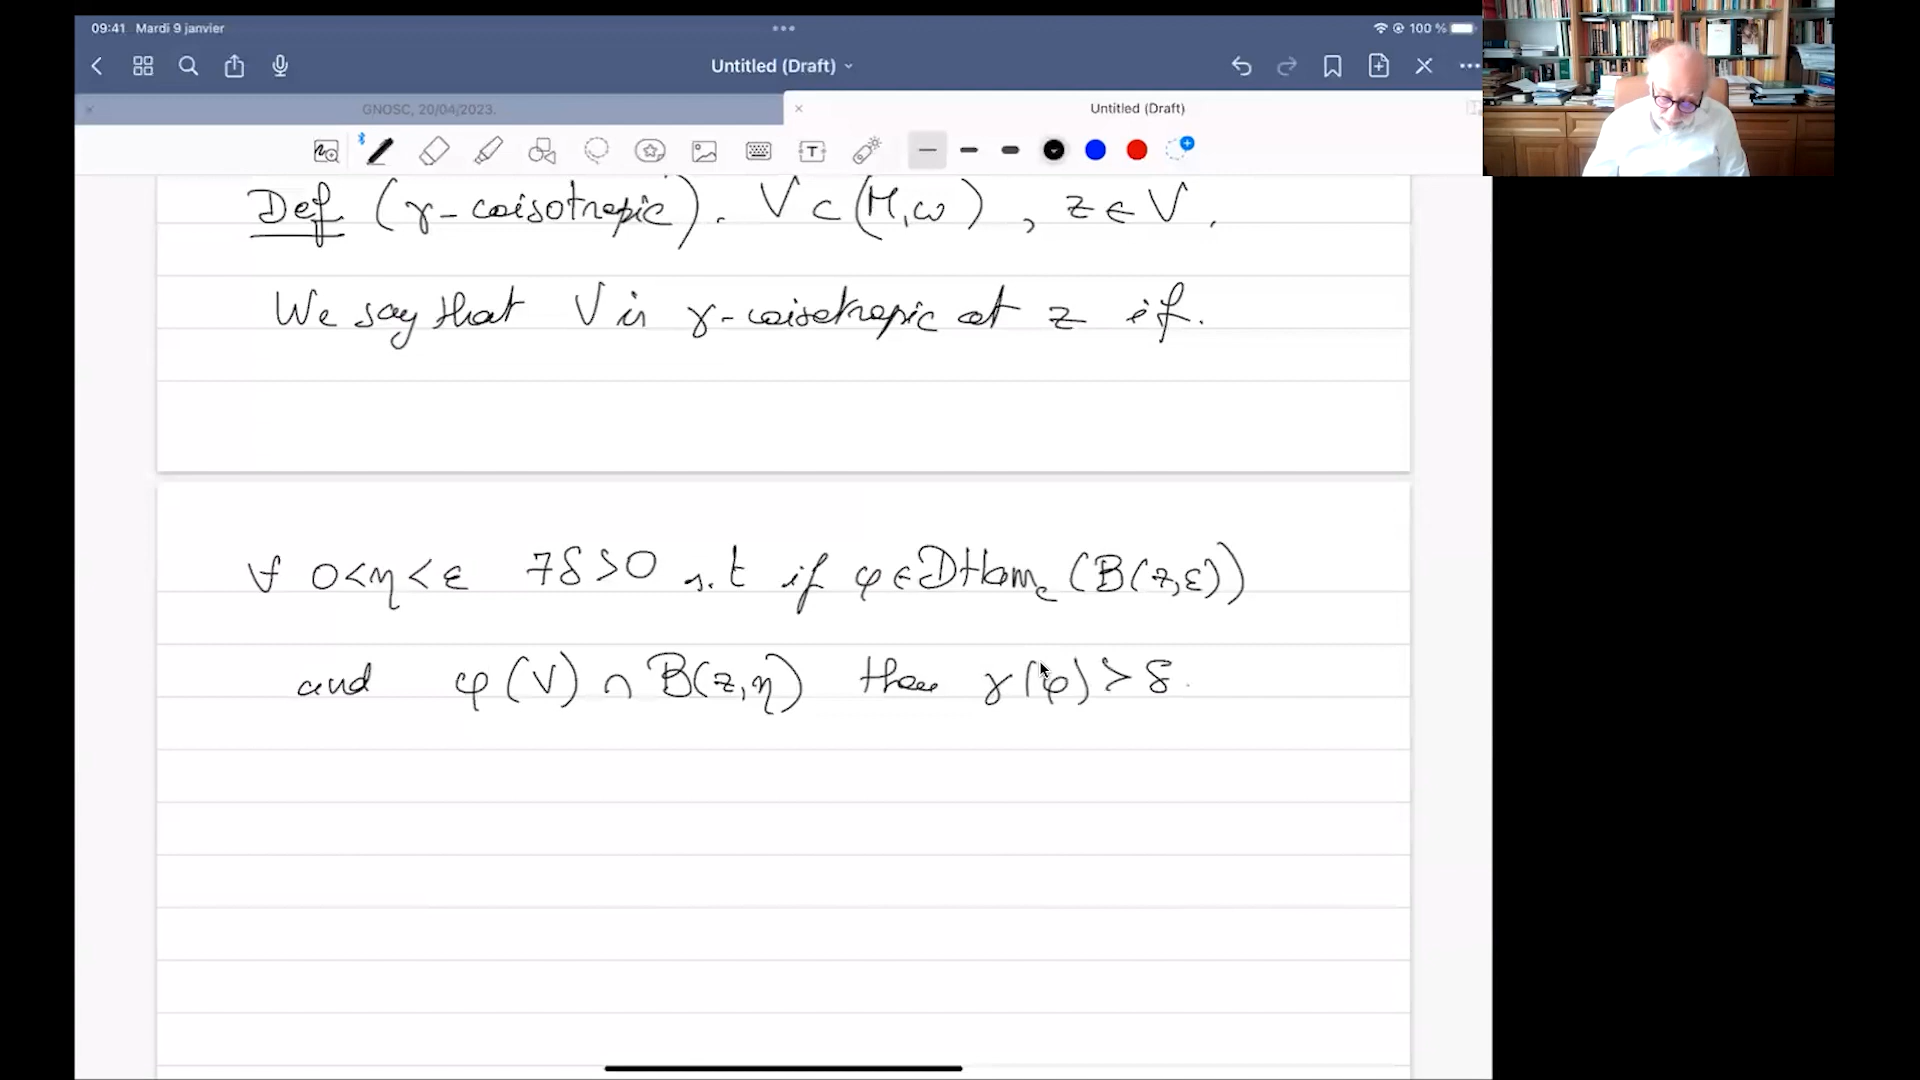 09:41 Mardi 9 janvier
100 %
Untitled (Draft)
GNOSC, 20/04/2023.
Untitled (Draft)
Def (γ-coisotropic). V ⊂ (M,ω), z ∈ V.
We say that V is γ-coisotropic at z if.
∀ 0<η<ε ∃δ>0 s.t if φ∈DHam_c (B(z,ε))
and φ(V) ∩ B(z,η) then γ(φ) > δ.